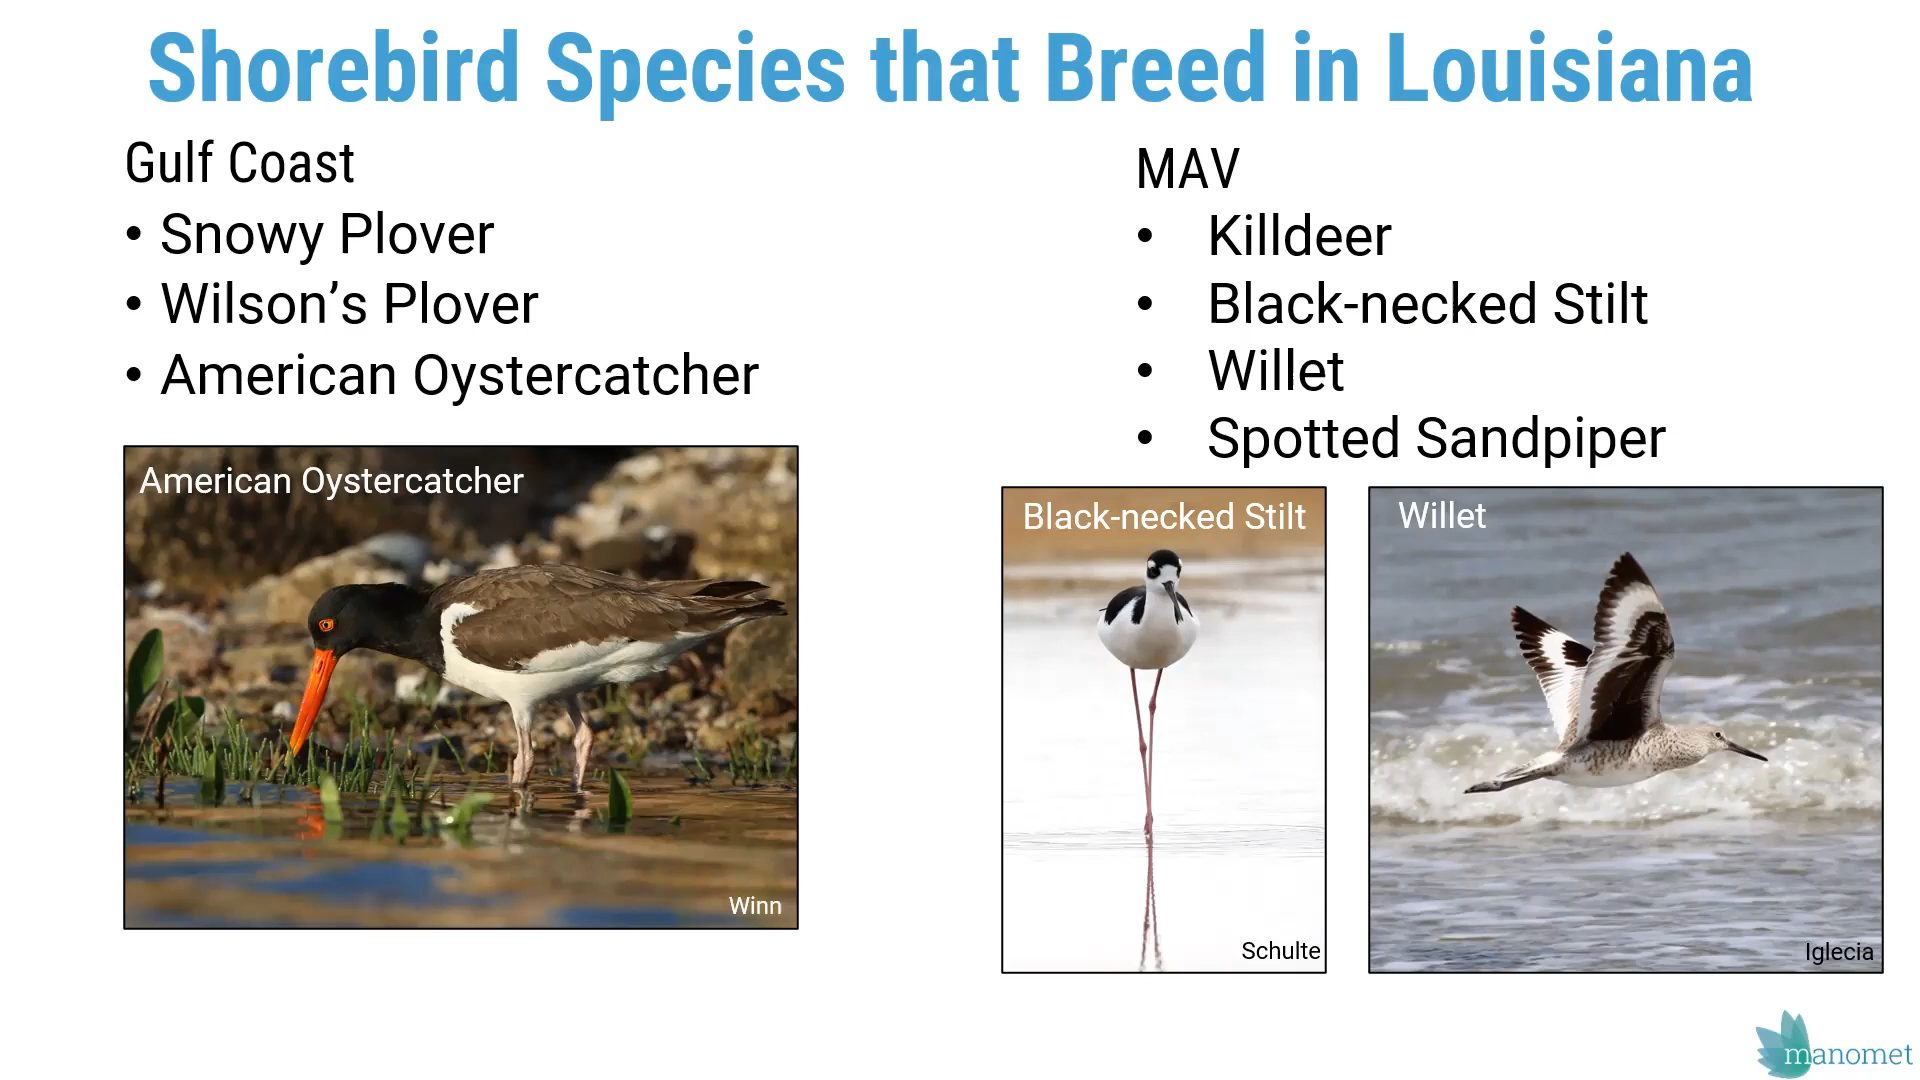 Shorebird Species that Breed in Louisiana
Gulf Coast
• Snowy Plover
• Wilson’s Plover
• American Oystercatcher
MAV
• Killdeer
• Black-necked Stilt
• Willet
• Spotted Sandpiper
American Oystercatcher
Winn
Black-necked Stilt
Schulte
Willet
Iglecia
manomet